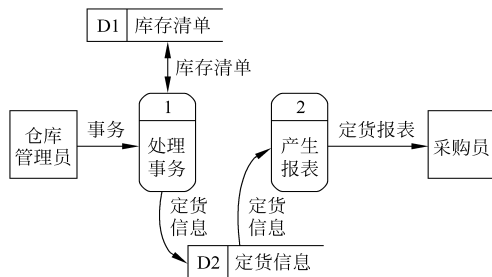 D1 库存清单
库存清单
1
2
仓库
管理员
事务
处理
事务
产生
报表
定货报表
采购员
定货
信息
定货
信息
D2 定货信息